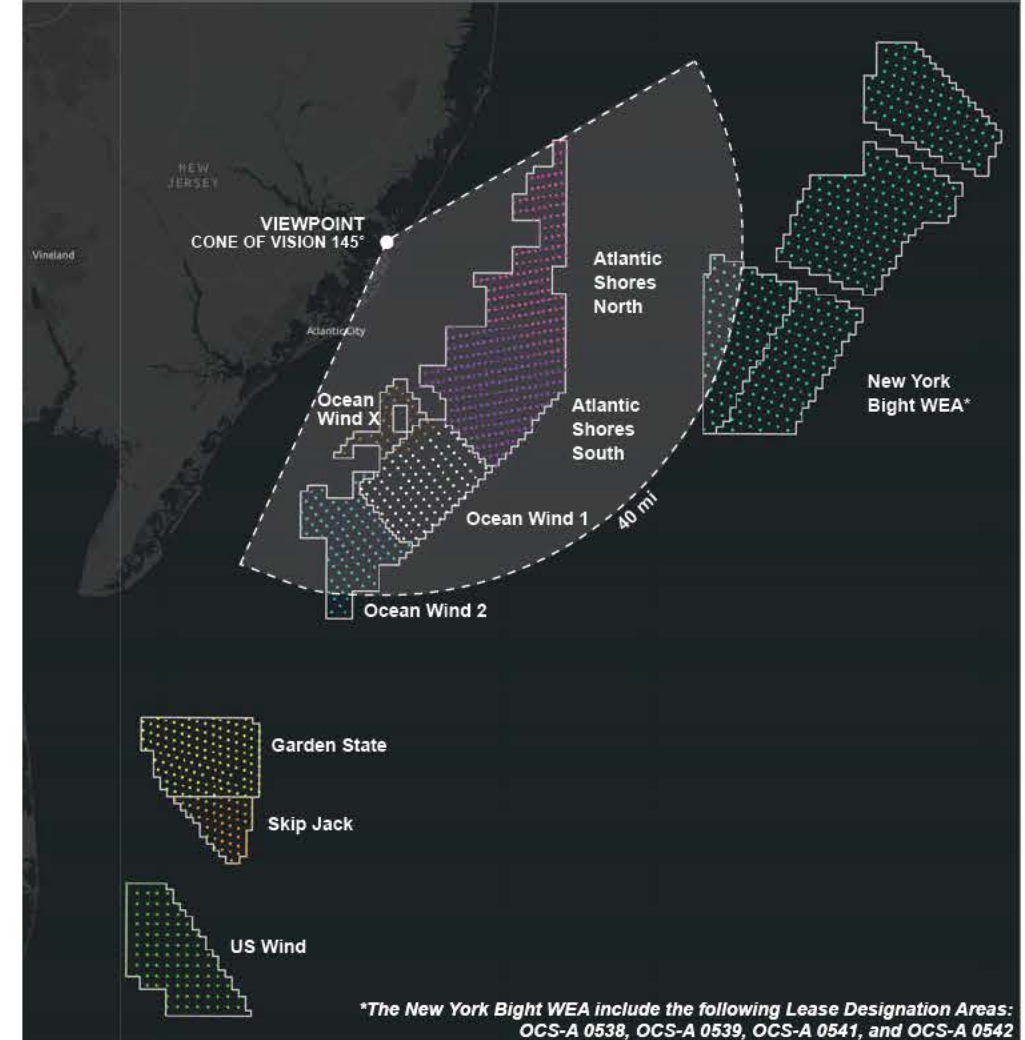 NEW
JERSEY
VIEWPOINT
CONE OF VISION 145°
Vineland
Atlantic City
Atlantic
Shores
North
Ocean
Wind X
New York
Bight WEA*
Atlantic
Shores
South
40 mi
Ocean Wind 1
Ocean Wind 2
Garden State
Skip Jack
US Wind
*The New York Bight WEA include the following Lease Designation Areas:
OCS-A 0538, OCS-A 0539, OCS-A 0541, and OCS-A 0542